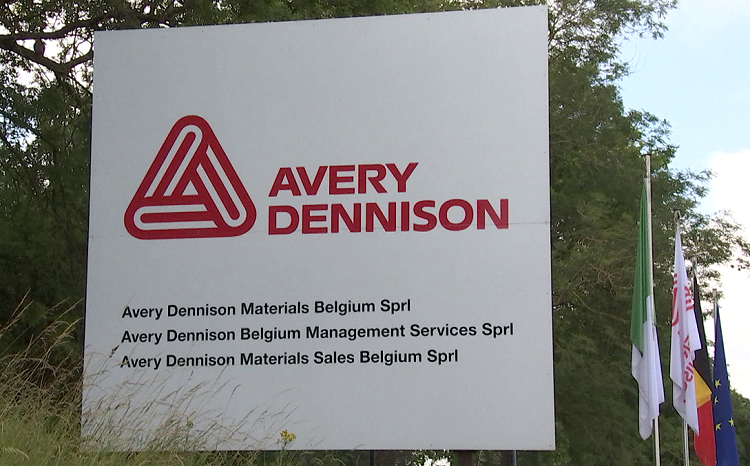 AVERY
DENNISON
Avery Dennison Materials Belgium Sprl
Avery Dennison Belgium Management Services Sprl
Avery Dennison Materials Sales Belgium Sprl